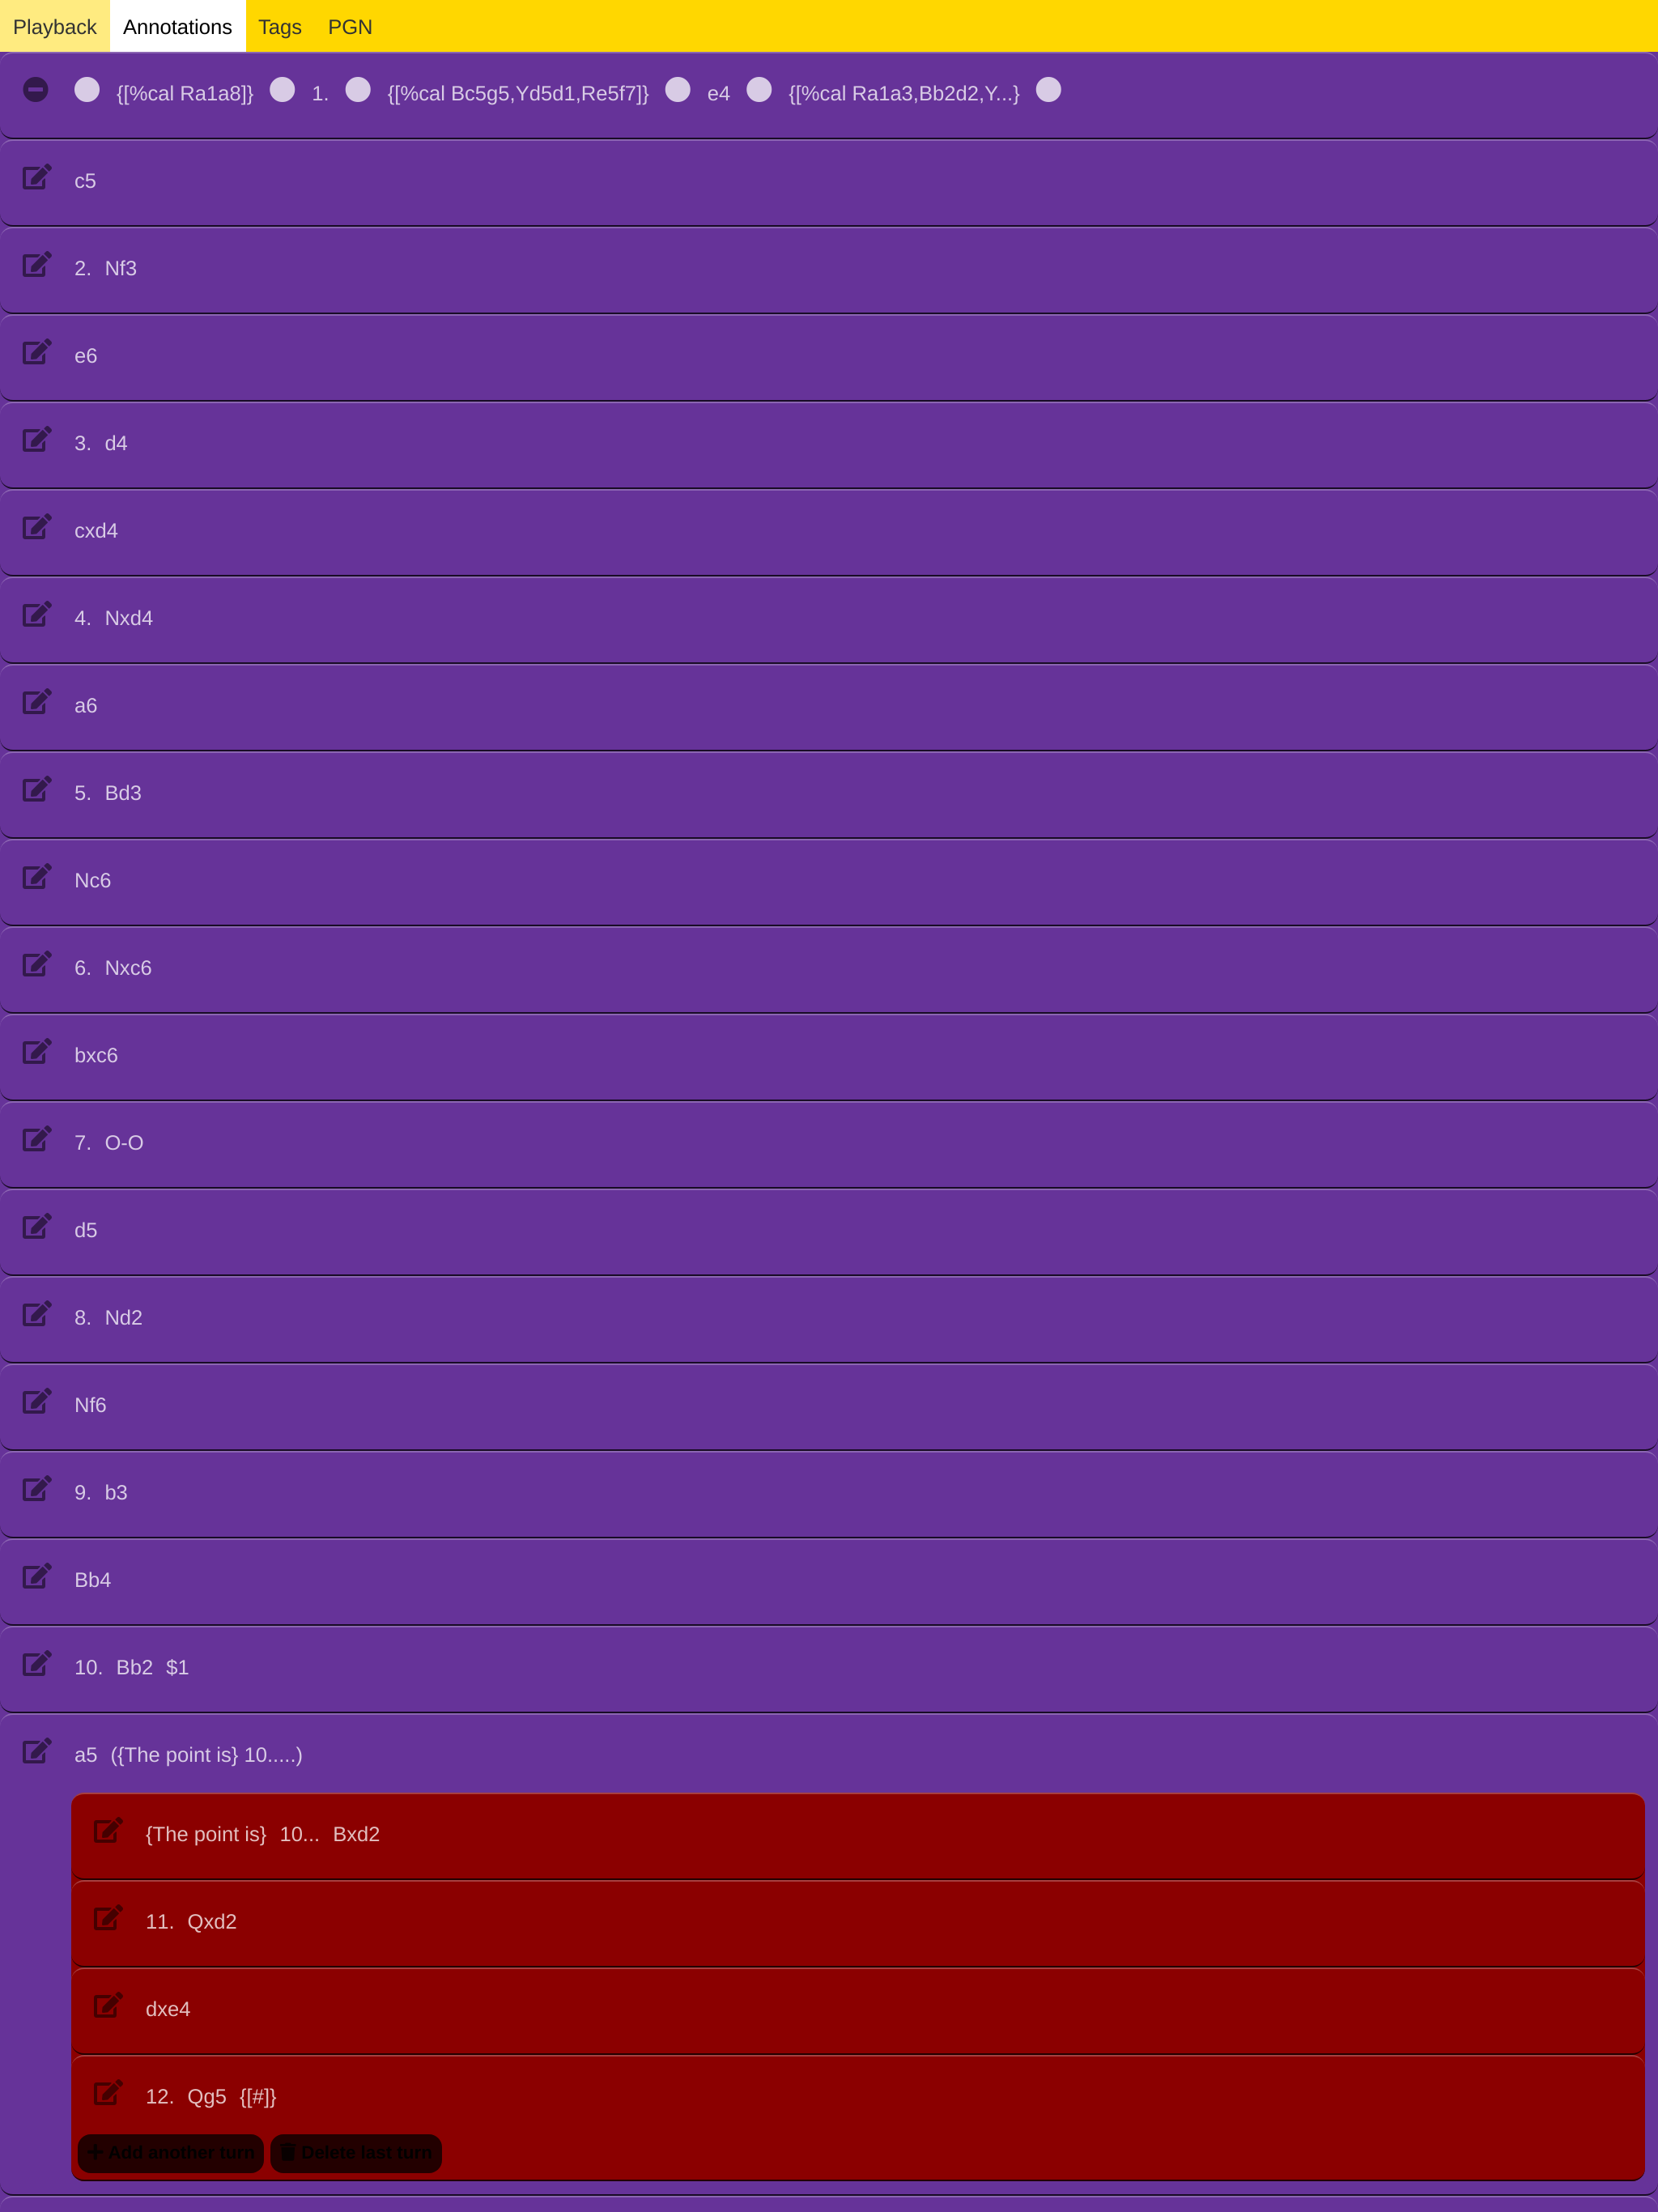 Playback Annotations Tags PGN
{[%cal Ra1a8]} 1. {[%cal Bc5g5,Yd5d1,Re5f7]} e4 {[%cal Ra1a3,Bb2d2,Y...}
c5
2. Nf3
e6
3. d4
cxd4
4. Nxd4
a6
5. Bd3
Nc6
6. Nxc6
bxc6
7. O-O
d5
8. Nd2
Nf6
9. b3
Bb4
10. Bb2 $1
a5 ({The point is} 10.....)
{The point is} 10... Bxd2
11. Qxd2
dxe4
12. Qg5 {[#]}
Add another turn Delete last turn